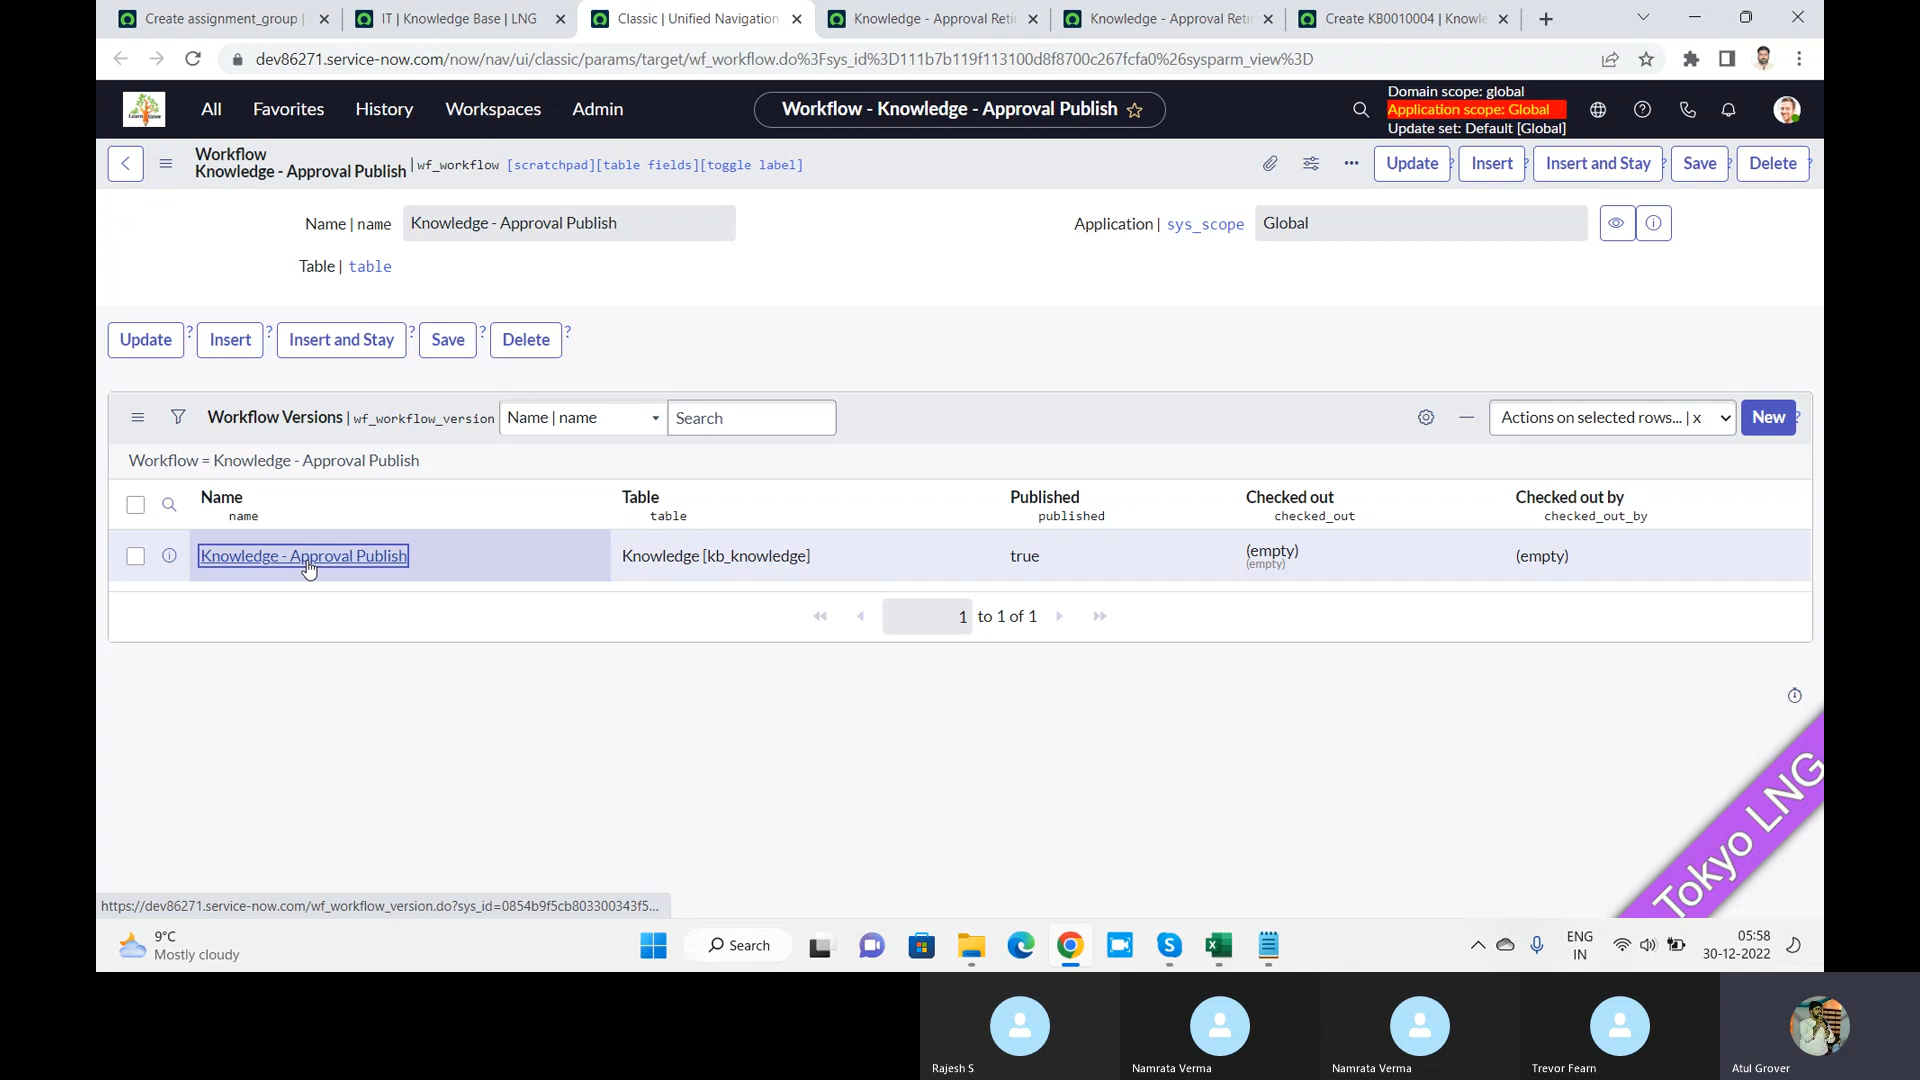 Create assignment_group |
IT | Knowledge Base | LNG
Classic | Unified Navigation
Knowledge - Approval Reti
Knowledge - Approval Reti
Create KB0010004 | Knowle
dev86271.service-now.com/now/nav/ui/classic/params/target/wf_workflow.do%3Fsys_id%3D111b7b119f113100d8f8700c267fcfa0%26sysparm_view%3D
All
Favorites
History
Workspaces
Admin
Workflow - Knowledge - Approval Publish
Domain scope: global
Application scope: Global
Update set: Default [Global]
Workflow
Knowledge - Approval Publish | wf_workflow [scratchpad][table fields][toggle label]
Update
?
Insert
?
Insert and Stay
?
Save
?
Delete
?
Name | name
Knowledge - Approval Publish
Application | sys_scope
Global
Table | table
Update
?
Insert
?
Insert and Stay
?
Save
?
Delete
?
Workflow Versions | wf_workflow_version
Name | name
Search
Actions on selected rows... | x
New
?
Workflow = Knowledge - Approval Publish
Name
name
Table
table
Published
published
Checked out
checked_out
Checked out by
checked_out_by
Knowledge - Approval Publish
Knowledge [kb_knowledge]
true
(empty)
(empty)
(empty)
1 to 1 of 1
Tokyo LNG
https://dev86271.service-now.com/wf_workflow_version.do?sys_id=0854b9f5cb803300343f5...
9°C
Mostly cloudy
Search
ENG
IN
05:58
30-12-2022
Rajesh S
Namrata Verma
Namrata Verma
Trevor Fearn
Atul Grover